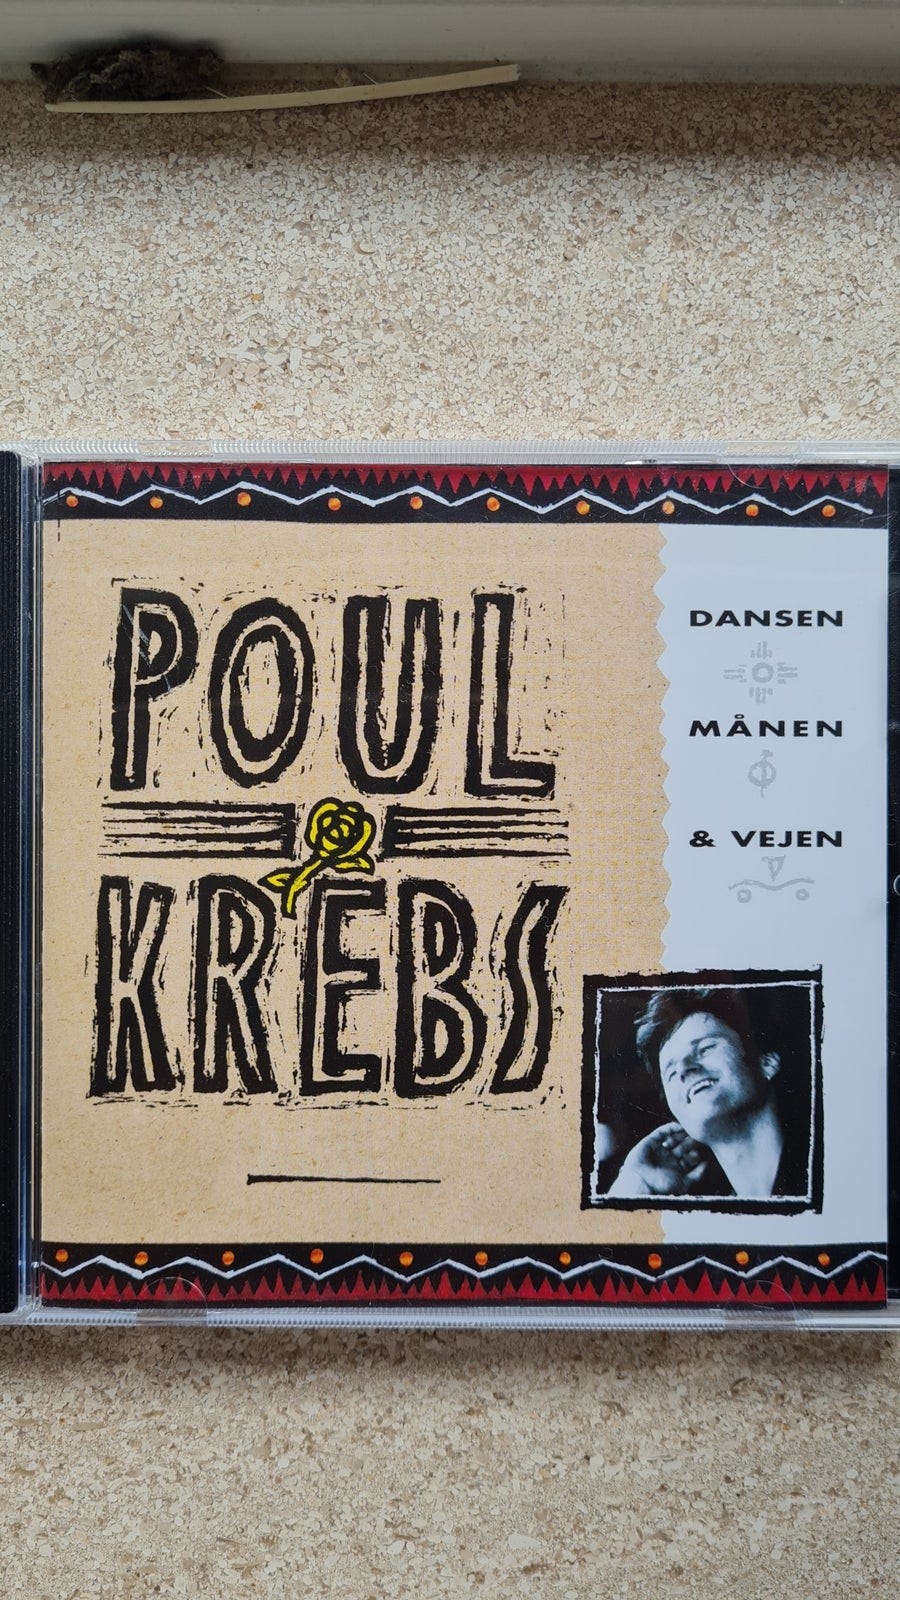 POUL
KREBS
DANSEN
MÅNEN
& VEJEN